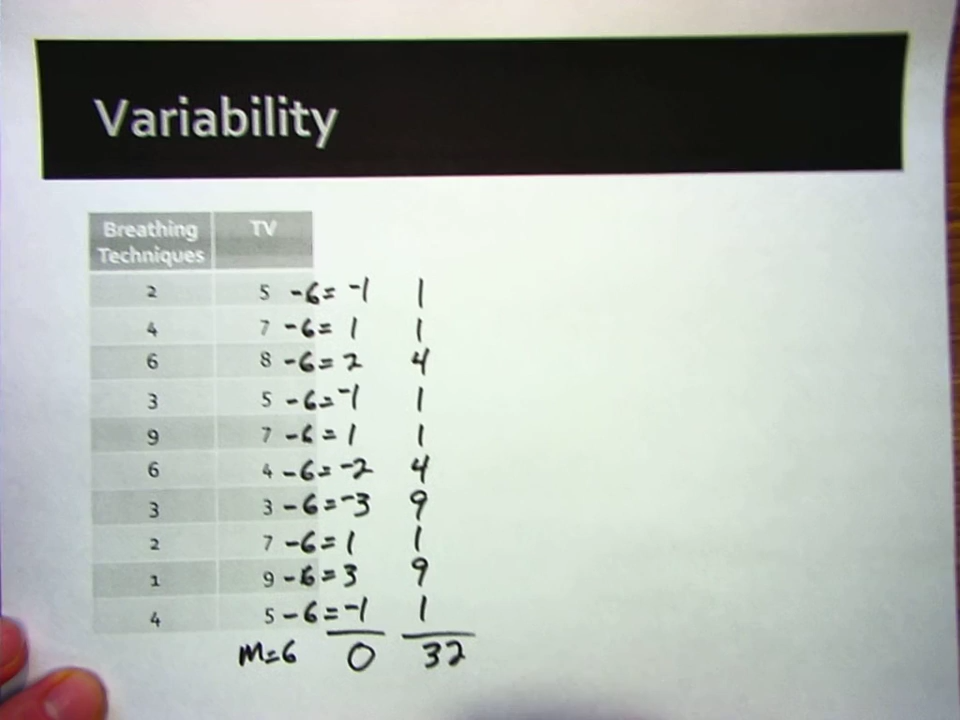 Variability
Breathing Techniques TV
2 5 -6= -1 1
4 7 -6= 1 1
6 8 -6= 2 4
3 5 -6= -1 1
9 7 -6= 1 1
6 4 -6= -2 4
3 3 -6= -3 9
2 7 -6= 1 1
1 9 -6= 3 9
4 5 -6= -1 1
M=6 0 32